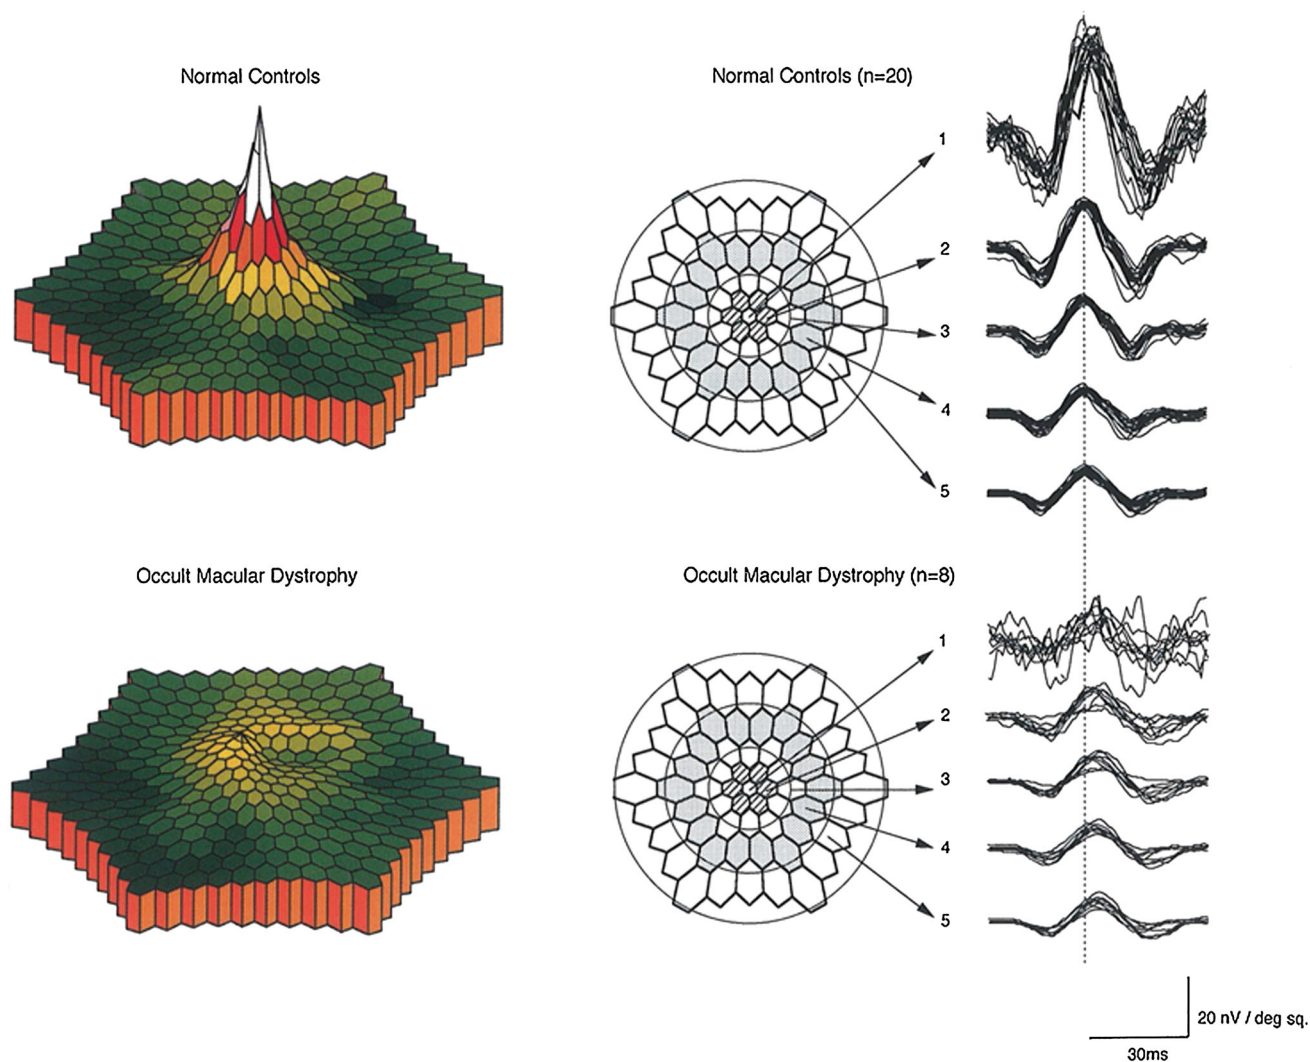 Normal Controls
Normal Controls (n=20)
1
2
3
4
5
Occult Macular Dystrophy
Occult Macular Dystrophy (n=8)
1
2
3
4
5
20 nV / deg sq.
30ms